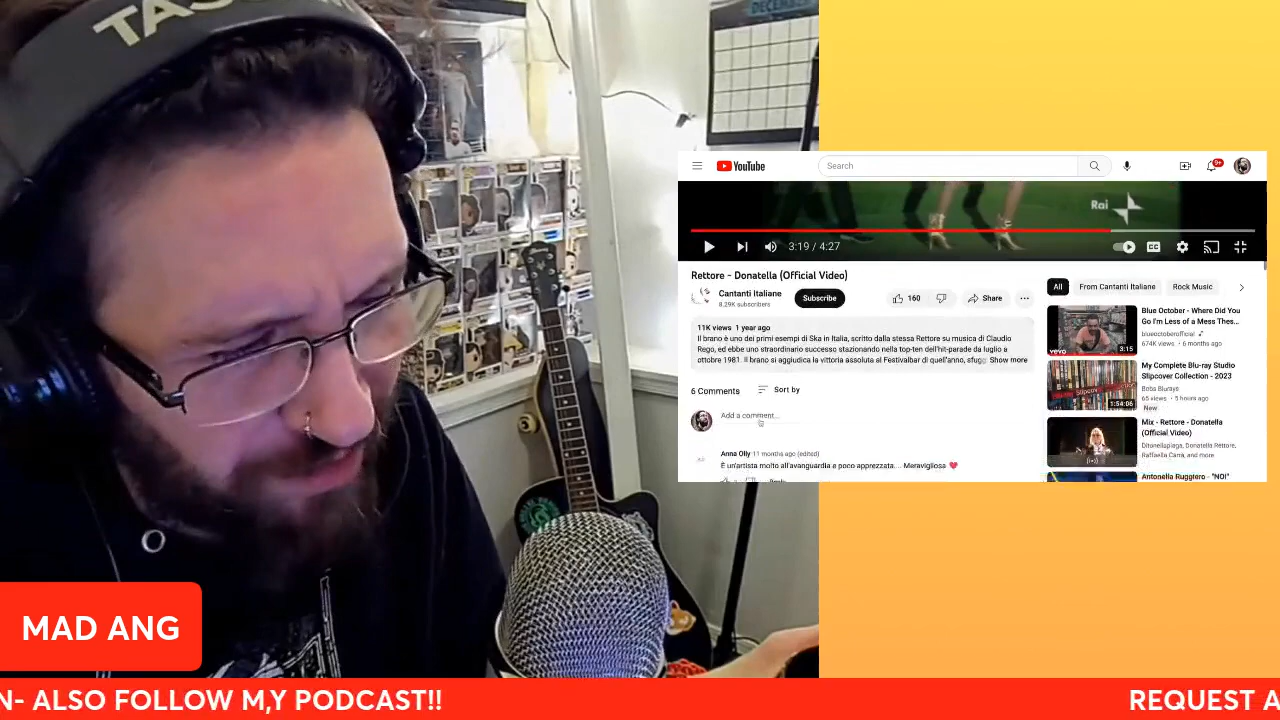 TAS
DECEMBER
YouTube
Search
9+
Rai
3:19 / 4:27
CC
Rettore - Donatella (Official Video)
Cantanti Italiane
8.29K subscribers
Subscribe
160
Share
11K views 1 year ago
Il brano è uno dei primi esempi di Ska in Italia, scritto dalla stessa Rettore su musica di Claudio
Rego, ed ebbe uno straordinario successo stazionando nella top-ten dell'hit-parade da luglio a
ottobre 1981. Il brano si aggiudica la vittoria assoluta al Festivalbar di quell'anno, sfug Show more
6 Comments
Sort by
Add a comment...
Anna Olly 11 months ago (edited)
È un'artista molto all'avanguardia e poco apprezzata... Meravigliosa ❤
All
From Cantanti Italiane
Rock Music
Blue October - Where Did You
Go I'm Less of a Mess Thes...
blueoctoberofficial
674K views • 6 months ago
vevo
3:15
My Complete Blu-ray Studio
Slipcover Collection - 2023
Bobs Blurays
65 views • 5 hours ago
New
1:54:06
Mix - Rettore - Donatella
(Official Video)
Ditonellapiaga, Donatella Rettore,
Raffaella Carrà, and more
Antonella Ruggiero - "NO!"
MAD ANG
N- ALSO FOLLOW M,Y PODCAST!!
REQUEST A